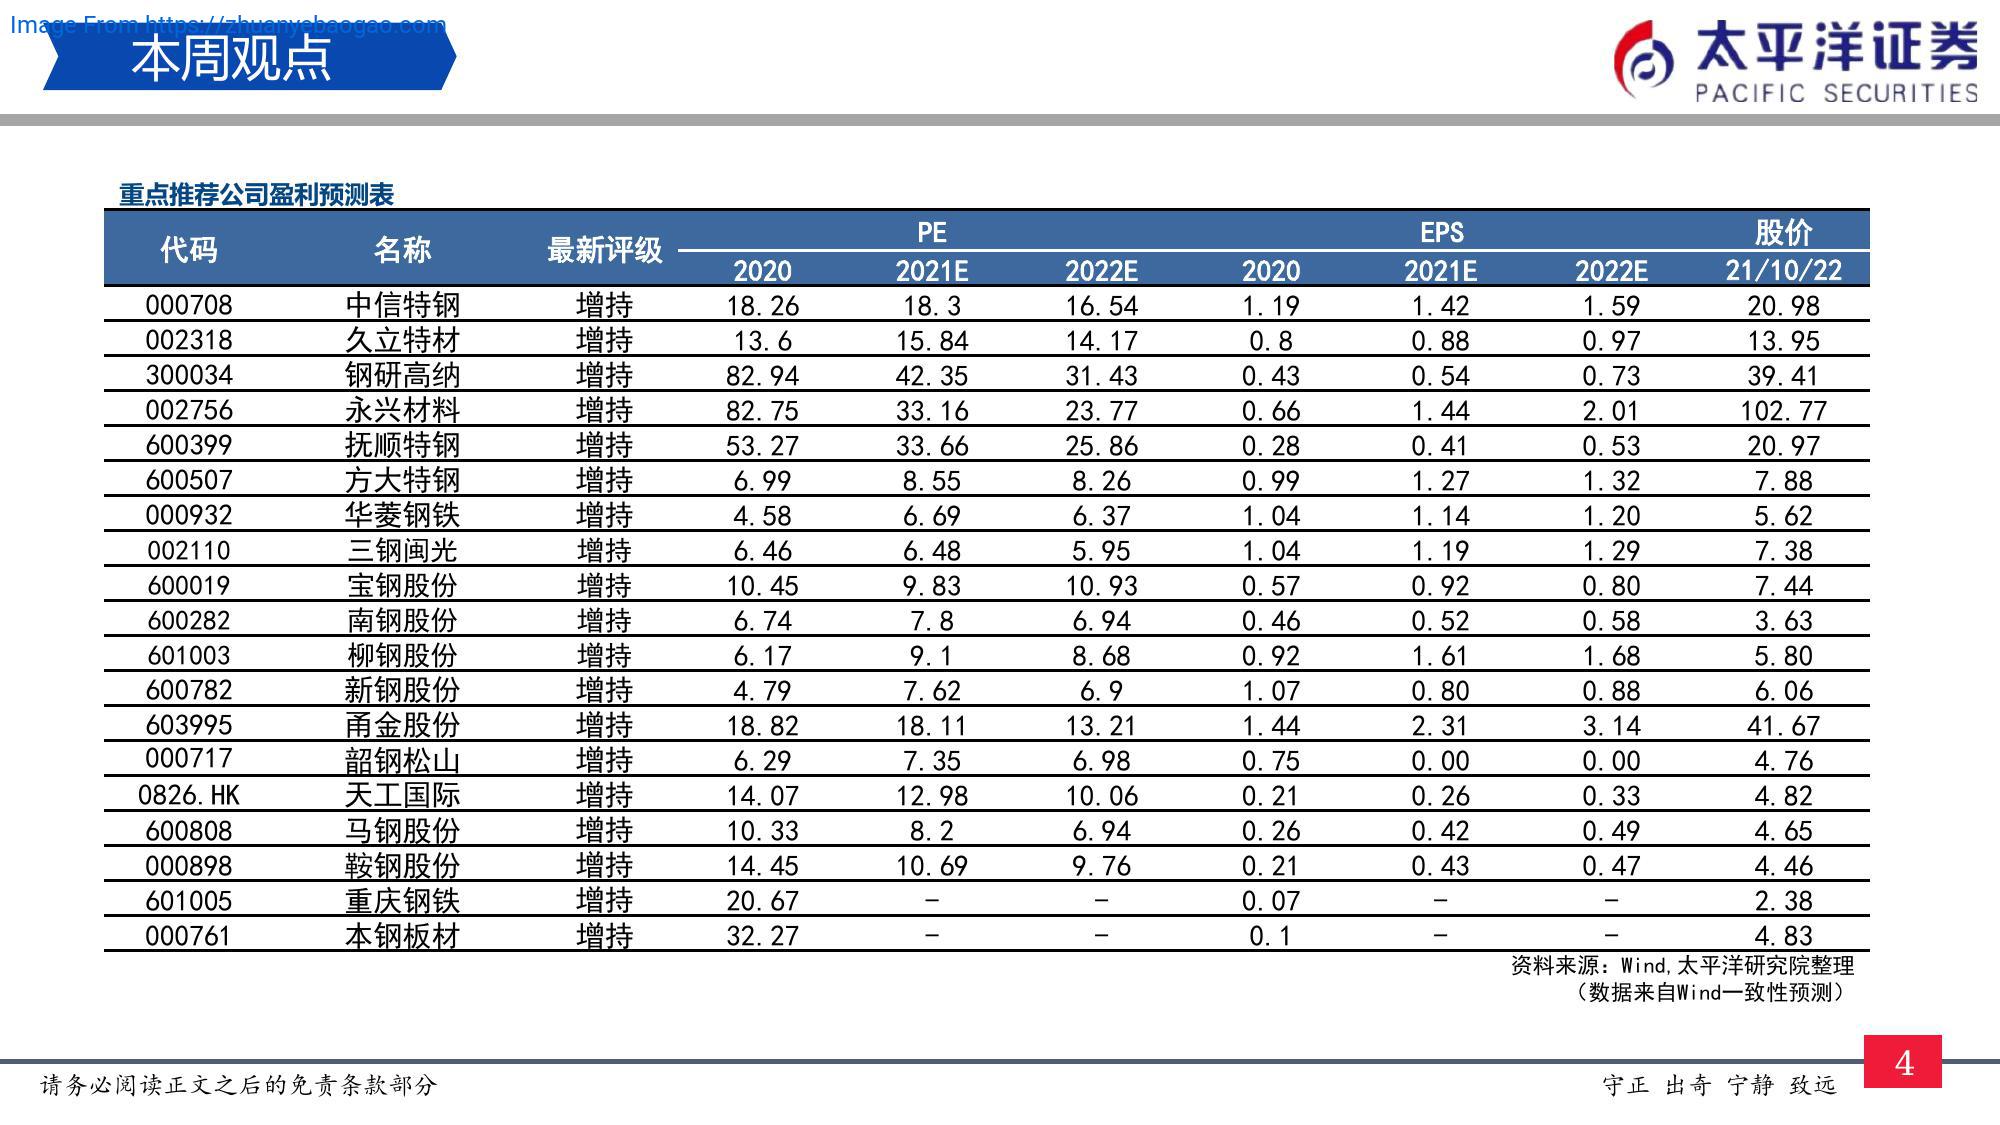 Image From https://zhuanyebaogao.com
本周观点
太平洋证券
PACIFIC SECURITIES
重点推荐公司盈利预测表
代码 名称 最新评级 PE EPS 股价
2020 2021E 2022E 2020 2021E 2022E 21/10/22
000708 中信特钢 增持 18.26 18.3 16.54 1.19 1.42 1.59 20.98
002318 久立特材 增持 13.6 15.84 14.17 0.8 0.88 0.97 13.95
300034 钢研高纳 增持 82.94 42.35 31.43 0.43 0.54 0.73 39.41
002756 永兴材料 增持 82.75 33.16 23.77 0.66 1.44 2.01 102.77
600399 抚顺特钢 增持 53.27 33.66 25.86 0.28 0.41 0.53 20.97
600507 方大特钢 增持 6.99 8.55 8.26 0.99 1.27 1.32 7.88
000932 华菱钢铁 增持 4.58 6.69 6.37 1.04 1.14 1.20 5.62
002110 三钢闽光 增持 6.46 6.48 5.95 1.04 1.19 1.29 7.38
600019 宝钢股份 增持 10.45 9.83 10.93 0.57 0.92 0.80 7.44
600282 南钢股份 增持 6.74 7.8 6.94 0.46 0.52 0.58 3.63
601003 柳钢股份 增持 6.17 9.1 8.68 0.92 1.61 1.68 5.80
600782 新钢股份 增持 4.79 7.62 6.9 1.07 0.80 0.88 6.06
603995 甬金股份 增持 18.82 18.11 13.21 1.44 2.31 3.14 41.67
000717 韶钢松山 增持 6.29 7.35 6.98 0.75 0.00 0.00 4.76
0826.HK 天工国际 增持 14.07 12.98 10.06 0.21 0.26 0.33 4.82
600808 马钢股份 增持 10.33 8.2 6.94 0.26 0.42 0.49 4.65
000898 鞍钢股份 增持 14.45 10.69 9.76 0.21 0.43 0.47 4.46
601005 重庆钢铁 增持 20.67 - - 0.07 - - 2.38
000761 本钢板材 增持 32.27 - - 0.1 - - 4.83
资料来源：Wind,太平洋研究院整理
（数据来自Wind一致性预测）
4
请务必阅读正文之后的免责条款部分
守正 出奇 宁静 致远